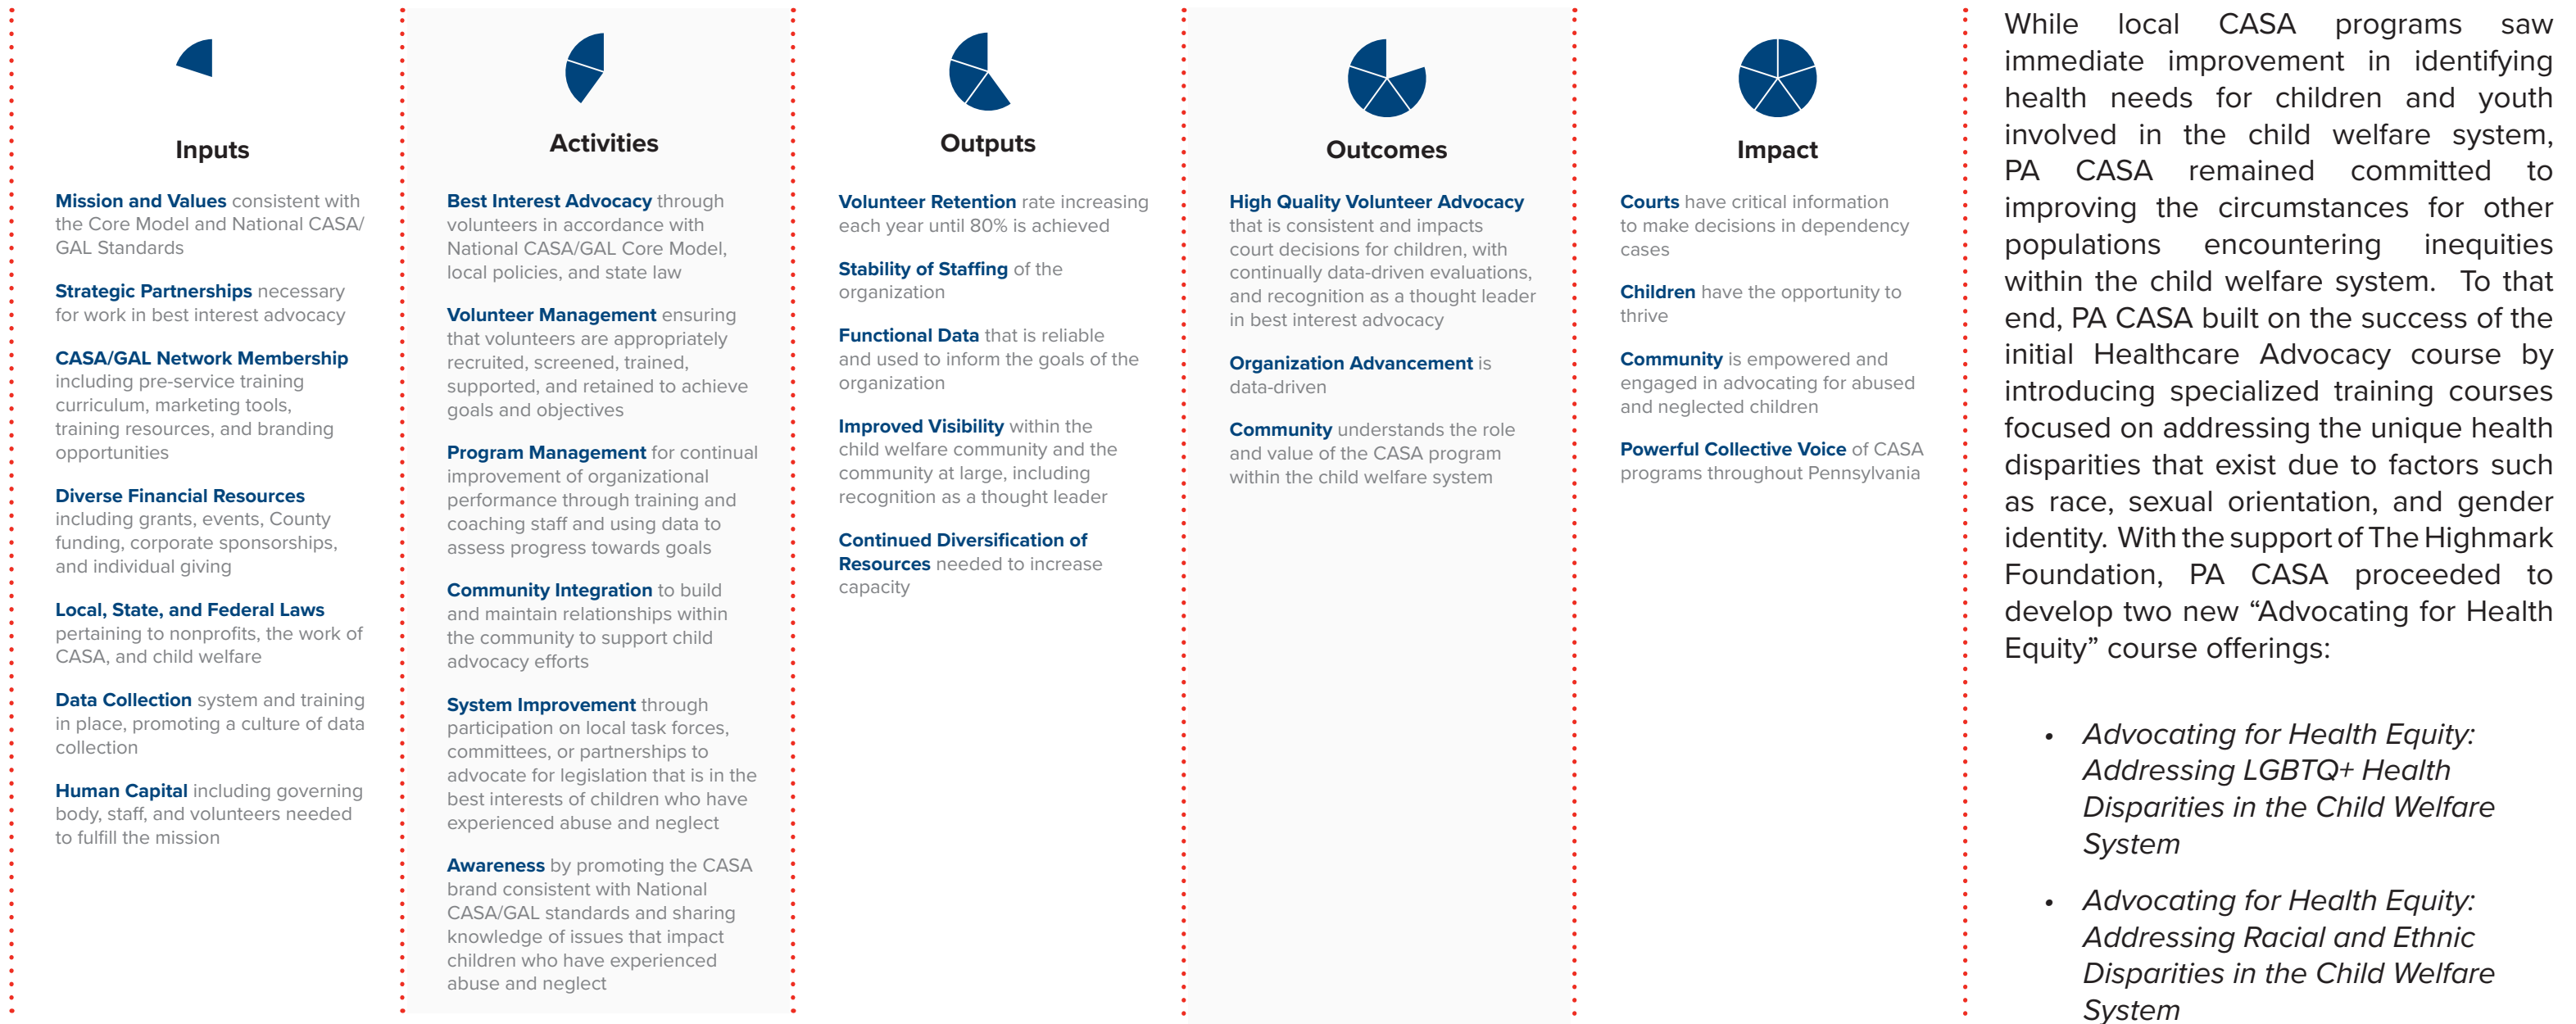 Inputs
Mission and Values consistent with
the Core Model and National CASA/
GAL Standards
Strategic Partnerships necessary
for work in best interest advocacy
CASA/GAL Network Membership
including pre-service training
curriculum, marketing tools,
training resources, and branding
opportunities
Diverse Financial Resources
including grants, events, County
funding, corporate sponsorships,
and individual giving
Local, State, and Federal Laws
pertaining to nonprofits, the work of
CASA, and child welfare
Data Collection system and training
in place, promoting a culture of data
collection
Human Capital including governing
body, staff, and volunteers needed
to fulfill the mission
Activities
Best Interest Advocacy through
volunteers in accordance with
National CASA/GAL Core Model,
local policies, and state law
Volunteer Management ensuring
that volunteers are appropriately
recruited, screened, trained,
supported, and retained to achieve
goals and objectives
Program Management for continual
improvement of organizational
performance through training and
coaching staff and using data to
assess progress towards goals
Community Integration to build
and maintain relationships within
the community to support child
advocacy efforts
System Improvement through
participation on local task forces,
committees, or partnerships to
advocate for legislation that is in the
best interests of children who have
experienced abuse and neglect
Awareness by promoting the CASA
brand consistent with National
CASA/GAL standards and sharing
knowledge of issues that impact
children who have experienced
abuse and neglect
Outputs
Volunteer Retention rate increasing
each year until 80% is achieved
Stability of Staffing of the
organization
Functional Data that is reliable
and used to inform the goals of the
organization
Improved Visibility within the
child welfare community and the
community at large, including
recognition as a thought leader
Continued Diversification of
Resources needed to increase
capacity
Outcomes
High Quality Volunteer Advocacy
that is consistent and impacts
court decisions for children, with
continually data-driven evaluations,
and recognition as a thought leader
in best interest advocacy
Organization Advancement is
data-driven
Community understands the role
and value of the CASA program
within the child welfare system
Impact
Courts have critical information
to make decisions in dependency
cases
Children have the opportunity to
thrive
Community is empowered and
engaged in advocating for abused
and neglected children
Powerful Collective Voice of CASA
programs throughout Pennsylvania
While local CASA programs saw
immediate improvement in identifying
health needs for children and youth
involved in the child welfare system,
PA CASA remained committed to
improving the circumstances for other
populations encountering inequities
within the child welfare system. To that
end, PA CASA built on the success of the
initial Healthcare Advocacy course by
introducing specialized training courses
focused on addressing the unique health
disparities that exist due to factors such
as race, sexual orientation, and gender
identity. With the support of The Highmark
Foundation, PA CASA proceeded to
develop two new “Advocating for Health
Equity” course offerings:
• Advocating for Health Equity:
Addressing LGBTQ+ Health
Disparities in the Child Welfare
System
• Advocating for Health Equity:
Addressing Racial and Ethnic
Disparities in the Child Welfare
System